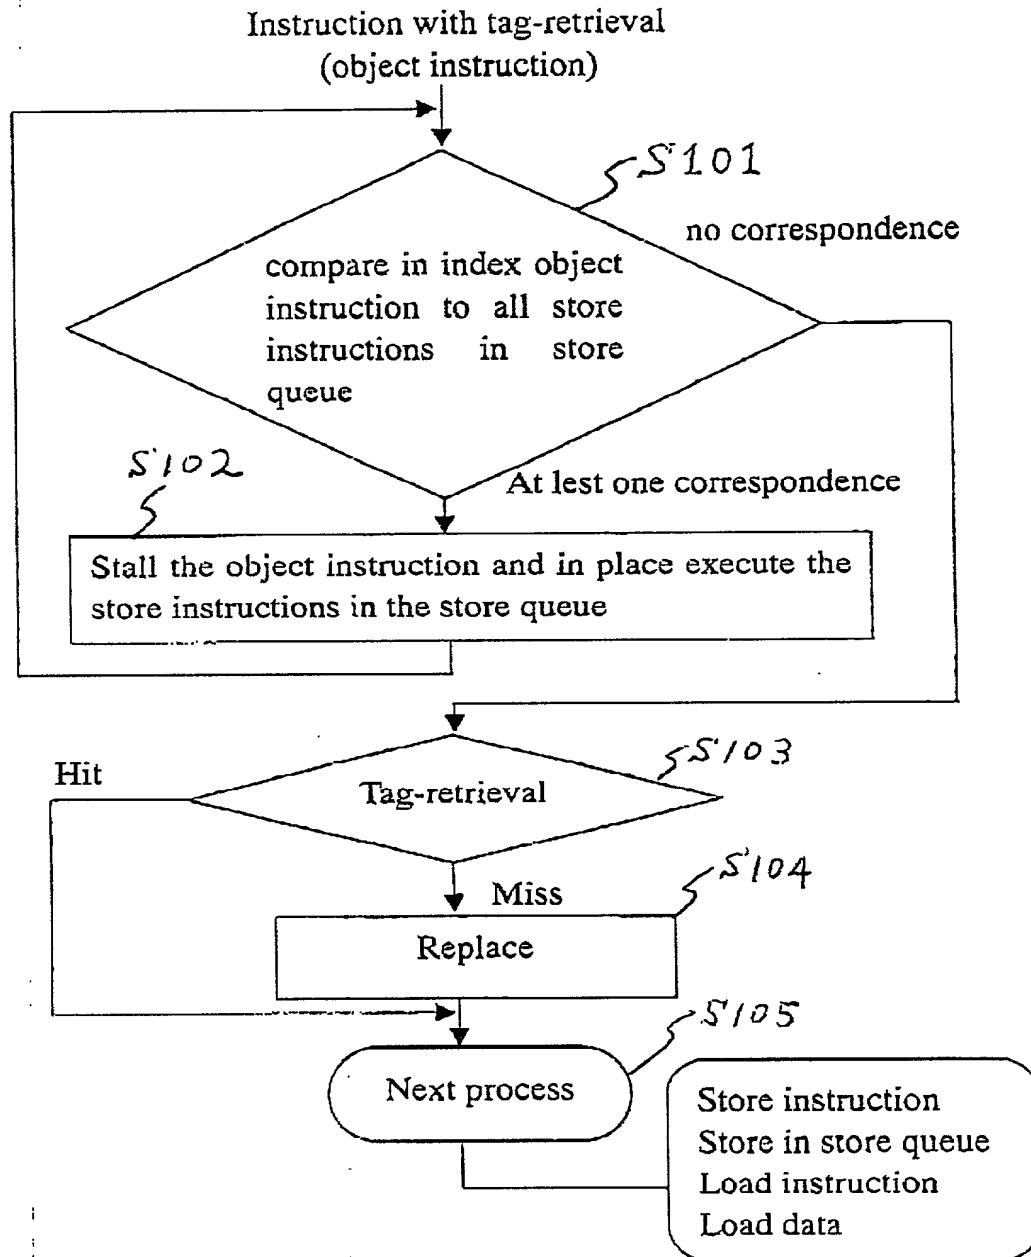 Instruction with tag-retrieval
(object instruction)
S101
no correspondence
compare in index object
instruction to all store
instructions in store
queue
S102
At lest one correspondence
Stall the object instruction and in place execute the
store instructions in the store queue
S103
Hit
Tag-retrieval
S104
Miss
Replace
S105
Next process
Store instruction
Store in store queue
Load instruction
Load data